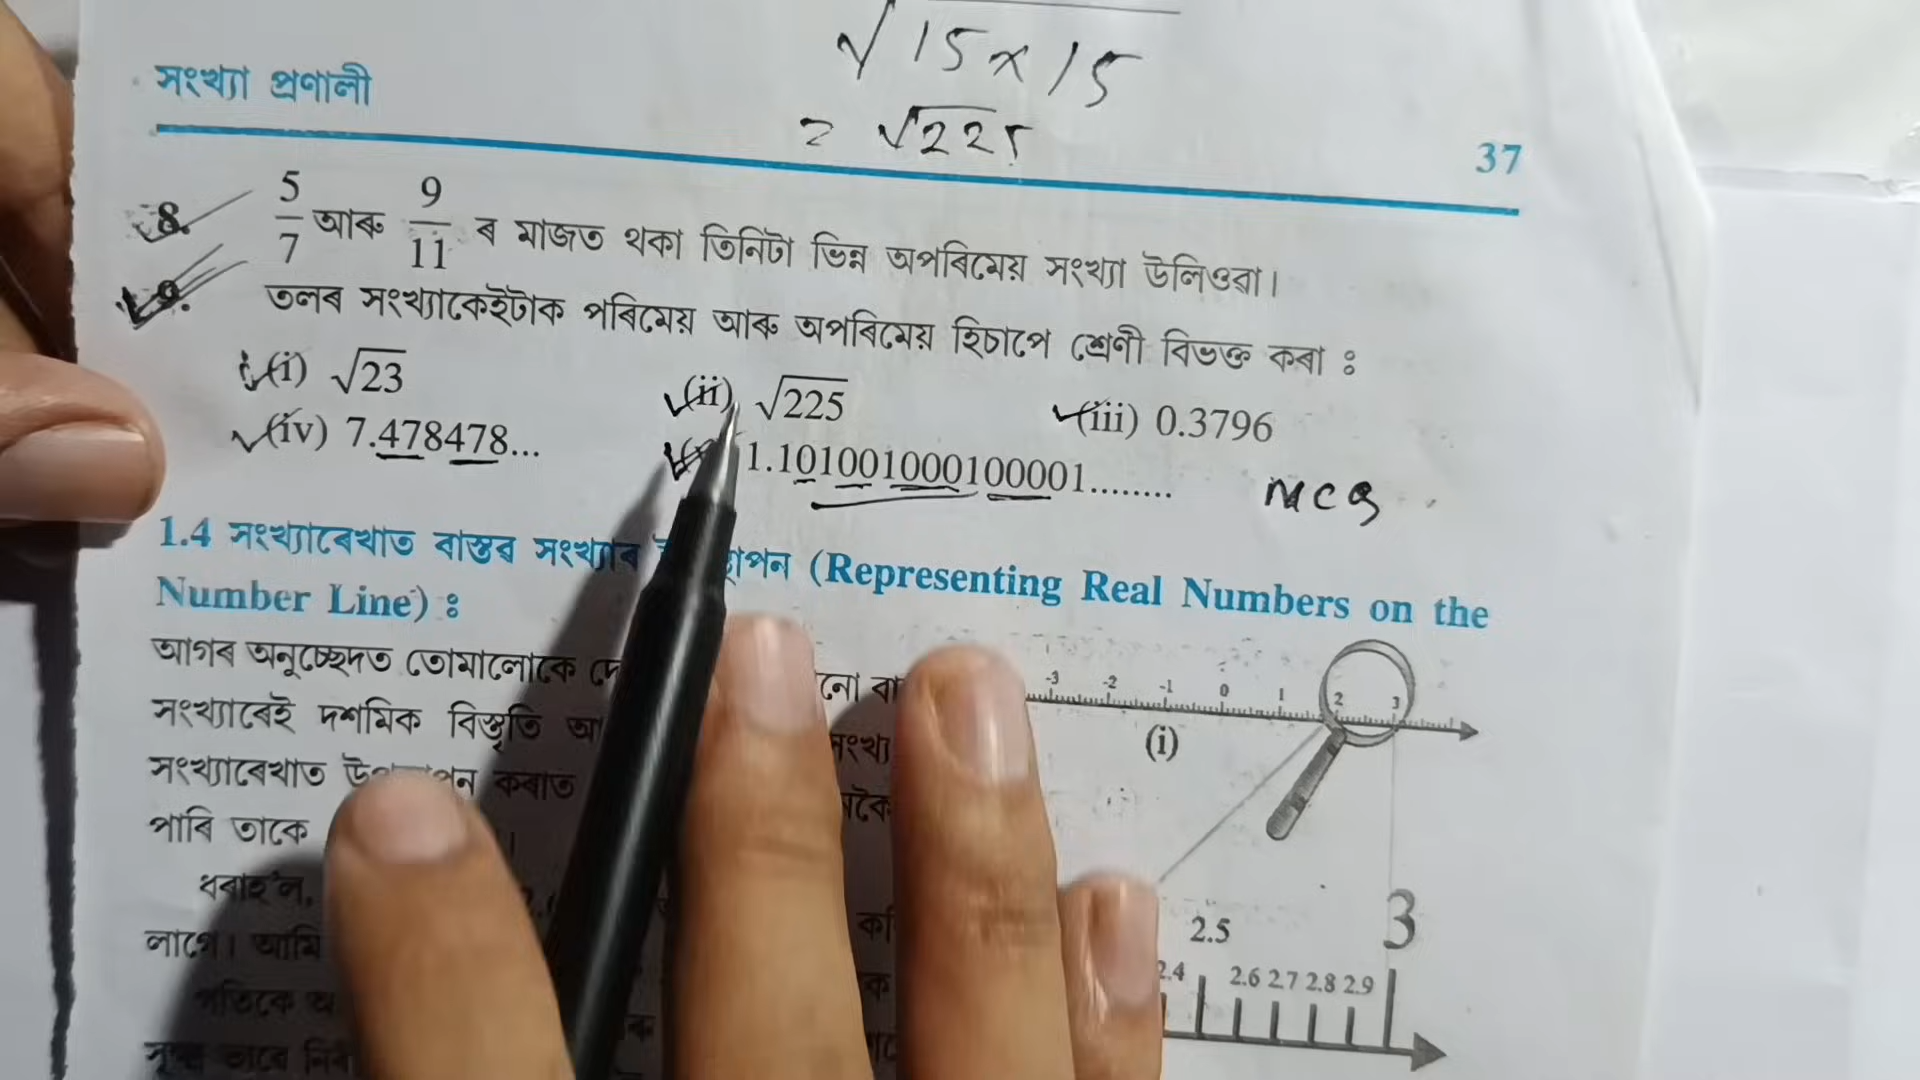 √15×15
সংখ্যা প্ৰণালী
= √225
37
8. 5/7 আৰু 9/11 ৰ মাজত থকা তিনিটা ভিন্ন অপৰিমেয় সংখ্যা উলিওৱা।
9. তলৰ সংখ্যাকেইটাক পৰিমেয় আৰু অপৰিমেয় হিচাপে শ্ৰেণী বিভক্ত কৰা ঃ
(i) √23 (ii) √225 (iii) 0.3796
(iv) 7.478478... 1.101001000100001........
MCQ
1.4 সংখ্যাৰেখাত বাস্তৱ সংখ্যাৰ (Representing Real Numbers on the
Number Line) ঃ
আগৰ অনুচ্ছেদত তোমালোকে
সংখ্যাৰেই দশমিক বিস্তৃতি
সংখ্যাৰেখাত কৰাত
পাৰি তাকে
ধৰাহ'ল,
লাগে। আমি
-3 -2 -1 0 1 2 3
(i)
3
2.5
2.4 2.6 2.7 2.8 2.9